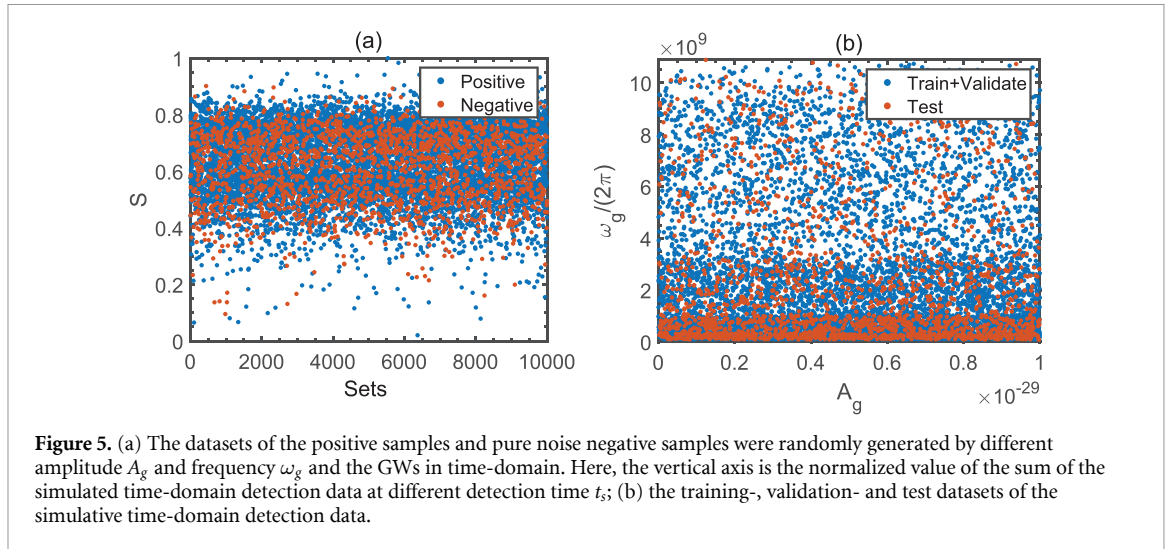 (a)
1
0.8
0.6
0.4
0.2
0
S
0 2000 4000 6000 8000 10000
Sets
Positive
Negative
(b)
×10⁹
10
8
6
4
2
0
ω_g/(2π)
0 0.2 0.4 0.6 0.8 1
A_g
×10⁻²⁹
Train+Validate
Test
Figure 5. (a) The datasets of the positive samples and pure noise negative samples were randomly generated by different
amplitude A_g and frequency ω_g and the GWs in time-domain. Here, the vertical axis is the normalized value of the sum of the
simulated time-domain detection data at different detection time t_s; (b) the training-, validation- and test datasets of the
simulative time-domain detection data.